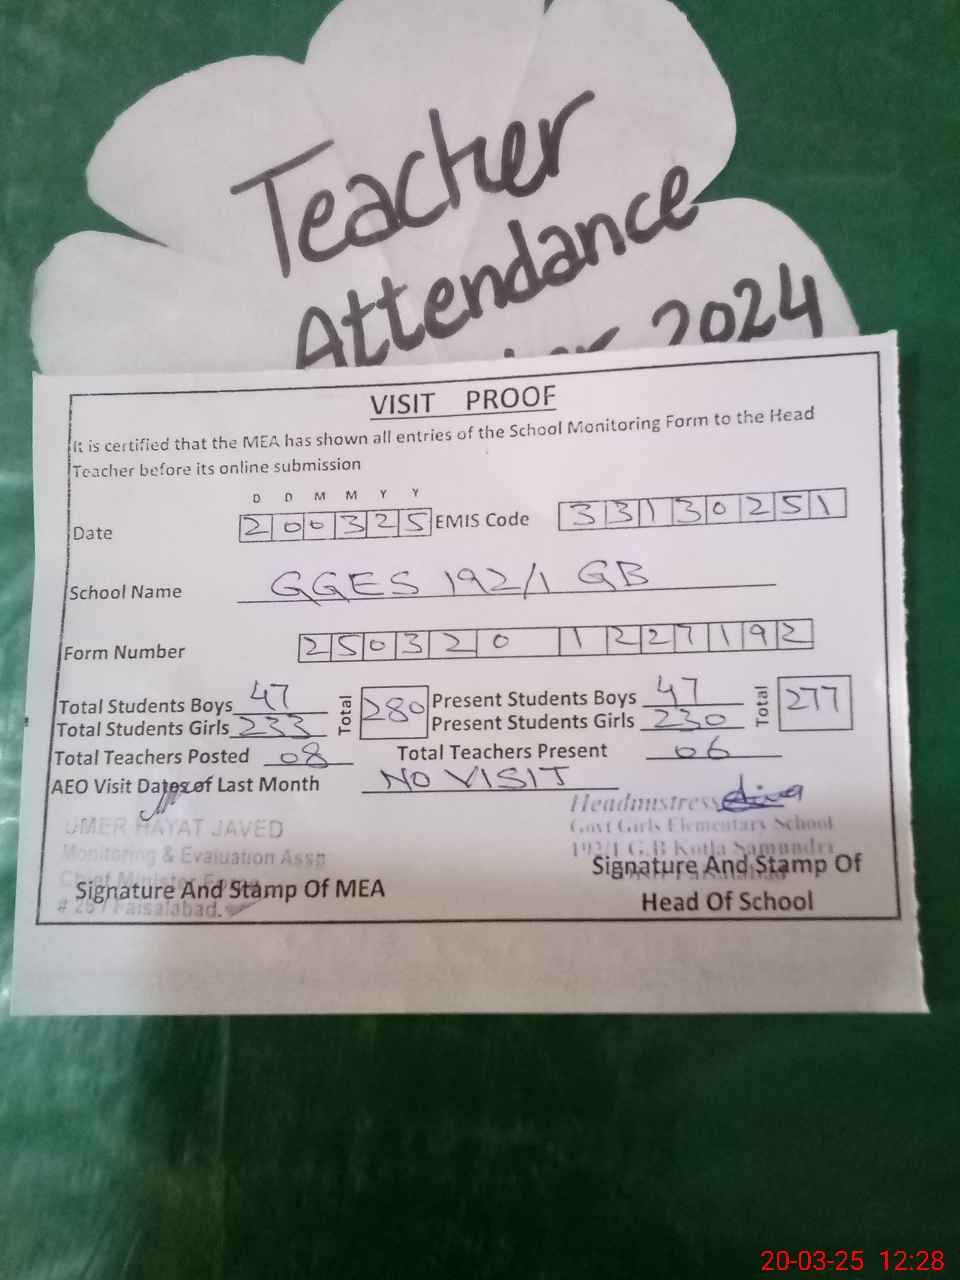 Teacher
Attendance
2024
VISIT PROOF
It is certified that the MEA has shown all entries of the School Monitoring Form to the Head
Teacher before its online submission
D D M M Y Y
Date 200325 EMIS Code 33130251
School Name GGES 192/1 GB
Form Number 250320 1227192
Total Students Boys 47 Total 280 Present Students Boys 47 Total 277
Total Students Girls 233 Present Students Girls 230
Total Teachers Posted 08 Total Teachers Present 06
AEO Visit Dates of Last Month NO VISIT
Headmistress
UMER HAYAT JAVED Govt Girls Elementary School
Monitoring & Evaluation Asst 192/1 G.B Kotla Samundri
Signature And Stamp Of MEA Signature And Stamp Of
Faisalabad. Head Of School
20-03-25 12:28